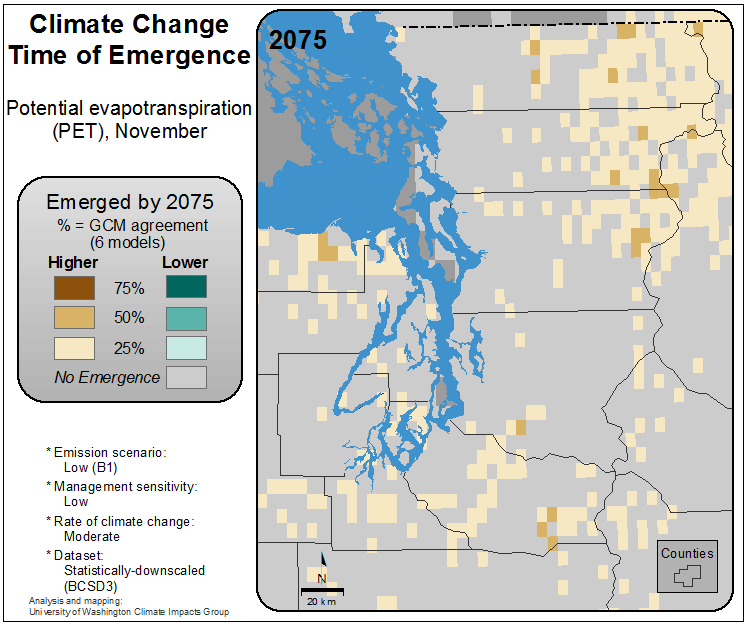 Climate Change
Time of Emergence
Potential evapotranspiration
(PET), November
Emerged by 2075
% = GCM agreement
(6 models)
Higher Lower
75%
50%
25%
No Emergence
* Emission scenario:
Low (B1)
* Management sensitivity:
Low
* Rate of climate change:
Moderate
* Dataset:
Statistically-downscaled
(BCSD3)
Analysis and mapping:
University of Washington Climate Impacts Group
2075
N
20 km
Counties